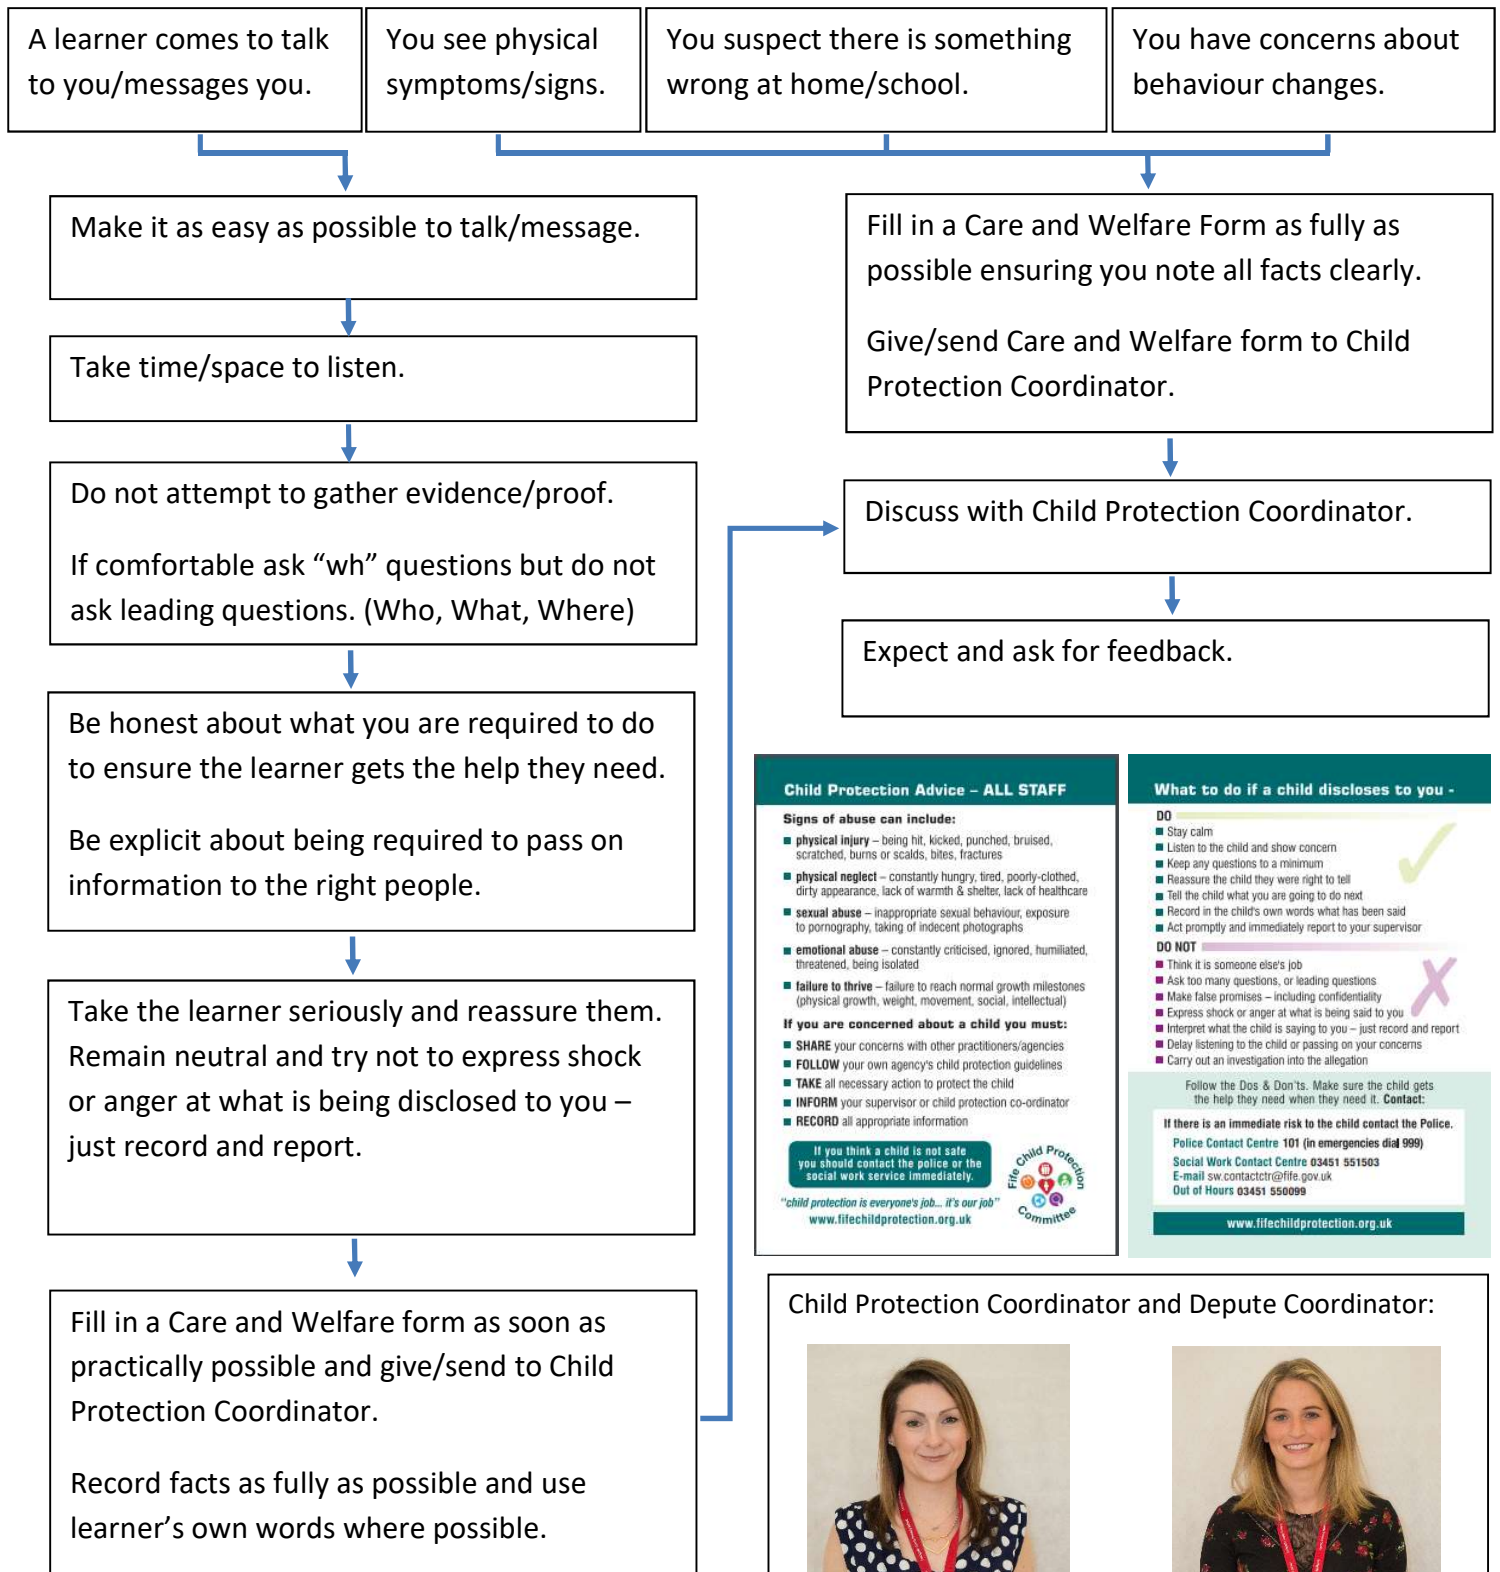 A learner comes to talk
to you/messages you.
You see physical
symptoms/signs.
You suspect there is something
wrong at home/school.
You have concerns about
behaviour changes.
Make it as easy as possible to talk/message.
Take time/space to listen.
Do not attempt to gather evidence/proof.
If comfortable ask “wh” questions but do not
ask leading questions. (Who, What, Where)
Be honest about what you are required to do
to ensure the learner gets the help they need.
Be explicit about being required to pass on
information to the right people.
Take the learner seriously and reassure them.
Remain neutral and try not to express shock
or anger at what is being disclosed to you –
just record and report.
Fill in a Care and Welfare form as soon as
practically possible and give/send to Child
Protection Coordinator.
Record facts as fully as possible and use
learner’s own words where possible.
Fill in a Care and Welfare Form as fully as
possible ensuring you note all facts clearly.
Give/send Care and Welfare form to Child
Protection Coordinator.
Discuss with Child Protection Coordinator.
Expect and ask for feedback.
Child Protection Advice – ALL STAFF
Signs of abuse can include:
physical injury – being hit, kicked, punched, bruised,
scratched, burns or scalds, bites, fractures
physical neglect – constantly hungry, tired, poorly-clothed,
dirty appearance, lack of warmth & shelter, lack of healthcare
sexual abuse – inappropriate sexual behaviour, exposure
to pornography, taking of indecent photographs
emotional abuse – constantly criticised, ignored, humiliated,
threatened, being isolated
failure to thrive – failure to reach normal growth milestones
(physical growth, weight, movement, social, intellectual)
If you are concerned about a child you must:
SHARE your concerns with other practitioners/agencies
FOLLOW your own agency's child protection guidelines
TAKE all necessary action to protect the child
INFORM your supervisor or child protection co-ordinator
RECORD all appropriate information
If you think a child is not safe
you should contact the police or the
social work service immediately.
"child protection is everyone's job... it's our job"
www.fifechildprotection.org.uk
Fife Child Protection
Committee
What to do if a child discloses to you -
DO
Stay calm
Listen to the child and show concern
Keep any questions to a minimum
Reassure the child they were right to tell
Tell the child what you are going to do next
Record in the child's own words what has been said
Act promptly and immediately report to your supervisor
DO NOT
Think it is someone else's job
Ask too many questions, or leading questions
Make false promises – including confidentiality
Express shock or anger at what is being said to you
Interpret what the child is saying to you – just record and report
Delay listening to the child or passing on your concerns
Carry out an investigation into the allegation
Follow the Dos & Don'ts. Make sure the child gets
the help they need when they need it. Contact:
If there is an immediate risk to the child contact the Police.
Police Contact Centre 101 (in emergencies dial 999)
Social Work Contact Centre 03451 551503
E-mail sw.contactctr@fife.gov.uk
Out of Hours 03451 550099
www.fifechildprotection.org.uk
Child Protection Coordinator and Depute Coordinator: